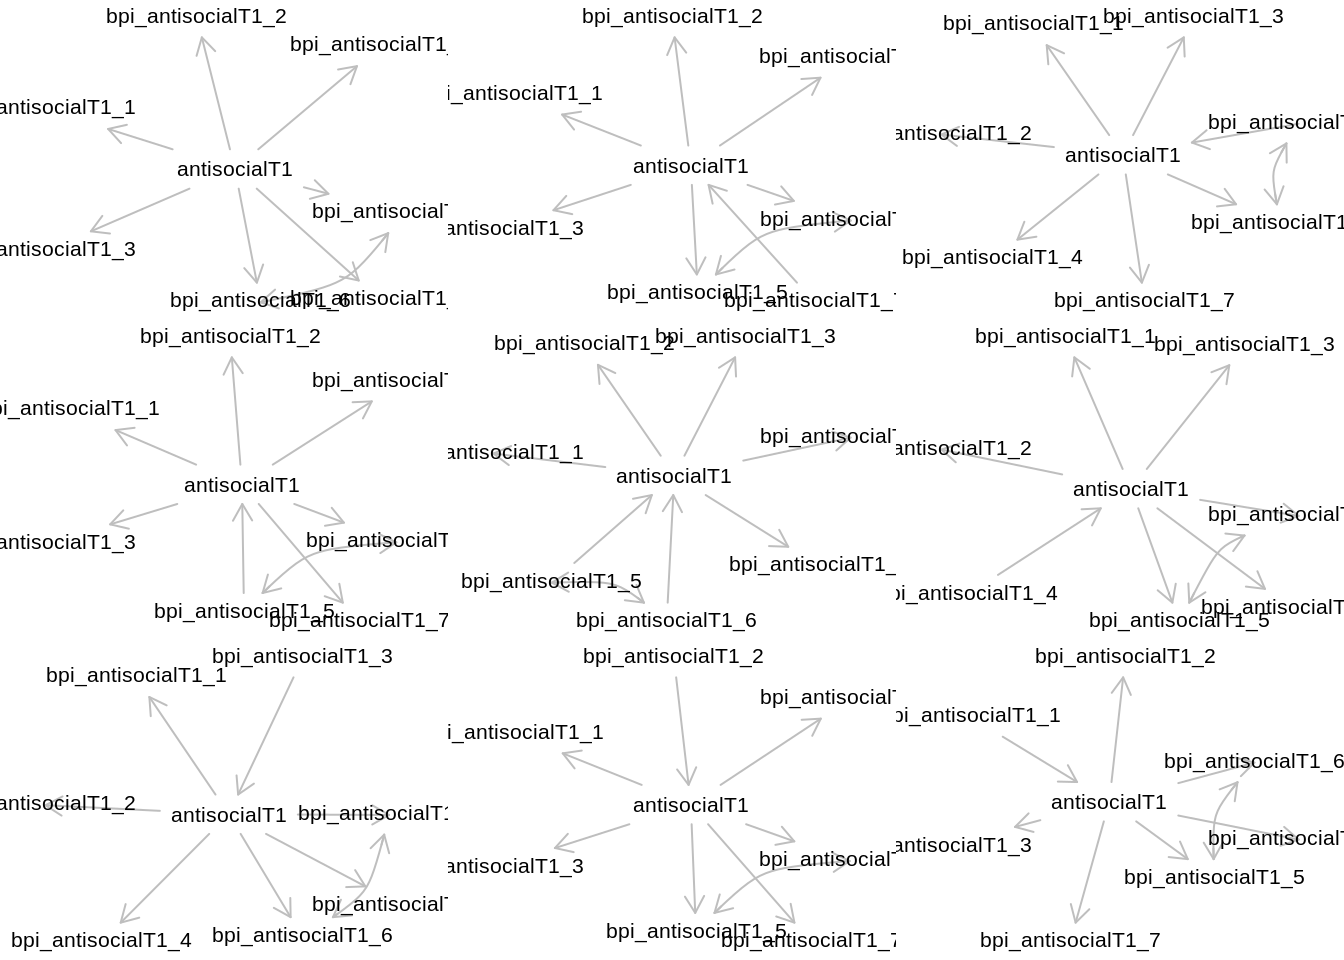 bpi_antisocialT1_2
bpi_antisocialT1_
antisocialT1_1
antisocialT1
bpi_antisocialT
antisocialT1_3
bpi_antisocialT1_6
bpi_antisocialT1_
bpi_antisocialT1_2
bpi_antisocialT
i_antisocialT1_1
antisocialT1
bpi_antisocialT
antisocialT1_3
bpi_antisocialT1_5
bpi_antisocialT1_7
bpi_antisocialT1_1
bpi_antisocialT1_3
bpi_antisocialT
antisocialT1_2
antisocialT1
bpi_antisocialT1
bpi_antisocialT1_4
bpi_antisocialT1_7
bpi_antisocialT1_2
bpi_antisocialT
pi_antisocialT1_1
antisocialT1
antisocialT1_3
bpi_antisocialT
bpi_antisocialT1_5
bpi_antisocialT1_7
bpi_antisocialT1_2
bpi_antisocialT1_3
antisocialT1_1
bpi_antisocialT
antisocialT1
bpi_antisocialT1_
bpi_antisocialT1_5
bpi_antisocialT1_6
bpi_antisocialT1_1
bpi_antisocialT1_3
antisocialT1_2
antisocialT1
bpi_antisocialT
pi_antisocialT1_4
bpi_antisocialT
bpi_antisocialT1_5
bpi_antisocialT1_3
bpi_antisocialT1_1
antisocialT1_2
antisocialT1
bpi_antisocialT1
bpi_antisocialT
bpi_antisocialT1_4
bpi_antisocialT1_6
bpi_antisocialT1_2
bpi_antisocialT
i_antisocialT1_1
antisocialT1
antisocialT1_3
bpi_antisocialT
bpi_antisocialT1_5
bpi_antisocialT1_7
bpi_antisocialT1_2
pi_antisocialT1_1
bpi_antisocialT1_6
antisocialT1
antisocialT1_3
bpi_antisocialT
bpi_antisocialT1_5
bpi_antisocialT1_7